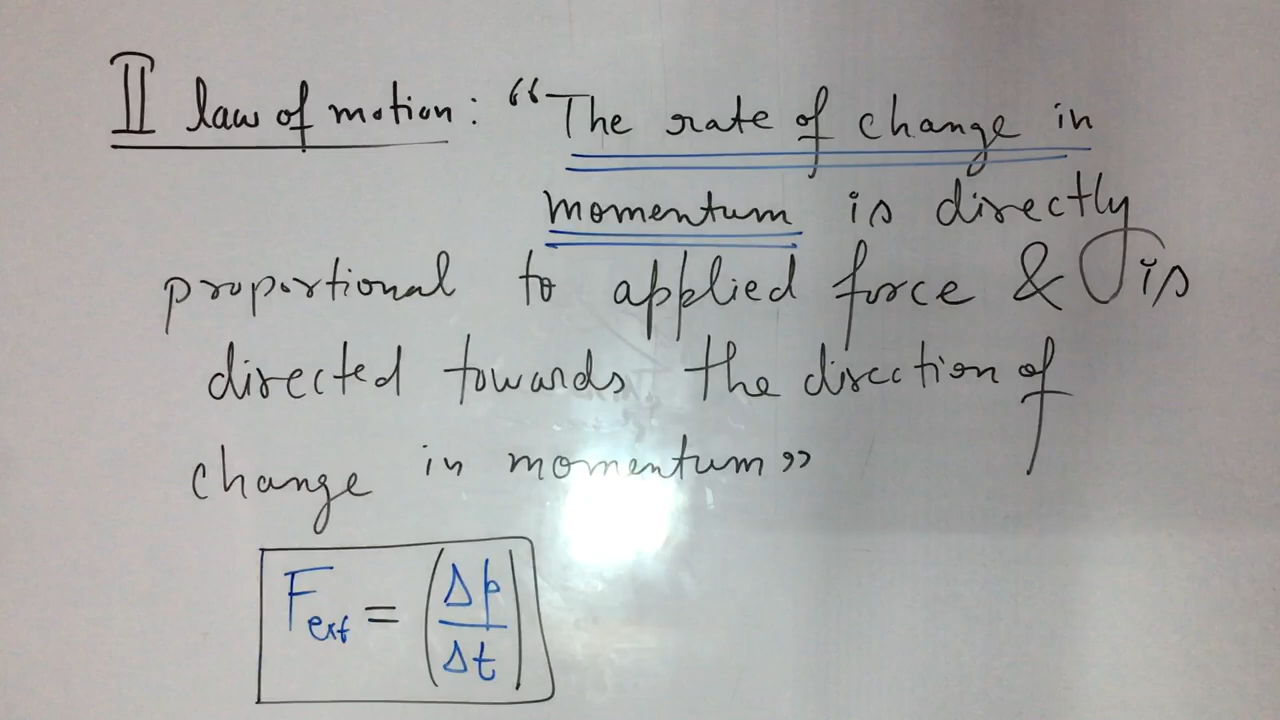 II law of motion: "The rate of change in
momentum is directly
proportional to applied force & is
directed towards the direction of
change in momentum"
F_ext = (Δp/Δt)